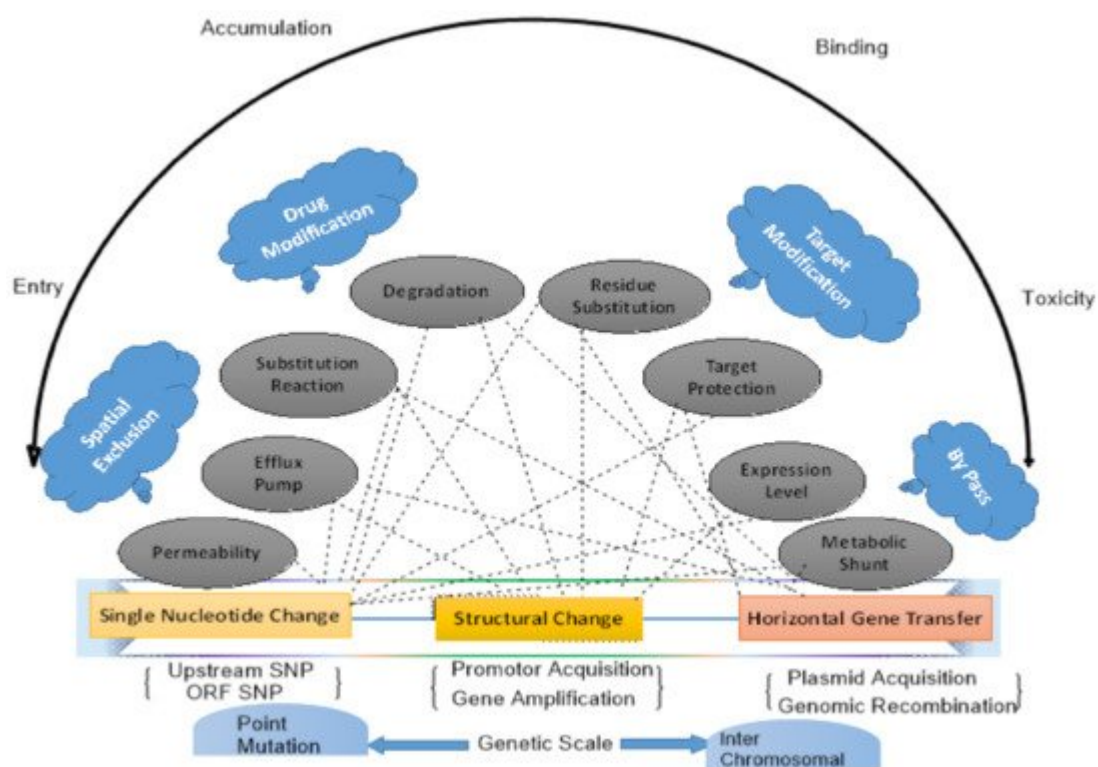 Accumulation
Binding
Entry
Toxicity
Drug
Modification
Target
Modification
Spatial
Exclusion
By Pass
Degradation
Residue
Substitution
Substitution
Reaction
Target
Protection
Efflux
Pump
Expression
Level
Permeability
Metabolic
Shunt
Single Nucleotide Change
Structural Change
Horizontal Gene Transfer
Upstream SNP
ORF SNP
Promotor Acquisition
Gene Amplification
Plasmid Acquisition
Genomic Recombination
Point
Mutation
Genetic Scale
Inter
Chromosomal